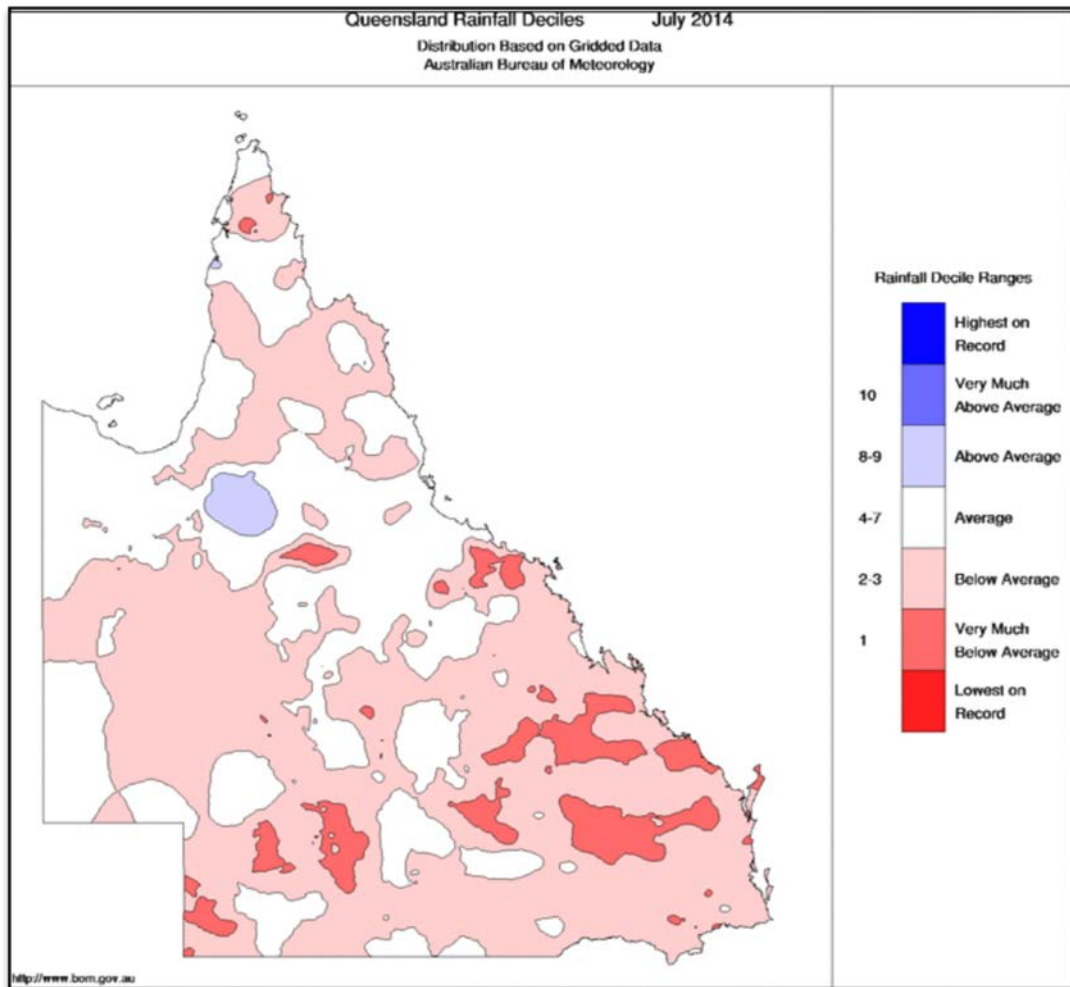 Queensland Rainfall Deciles July 2014
Distribution Based on Gridded Data
Australian Bureau of Meteorology
Rainfall Decile Ranges
Highest on
Record
10
Very Much
Above Average
8-9
Above Average
4-7
Average
2-3
Below Average
1
Very Much
Below Average
Lowest on
Record
http://www.bom.gov.au